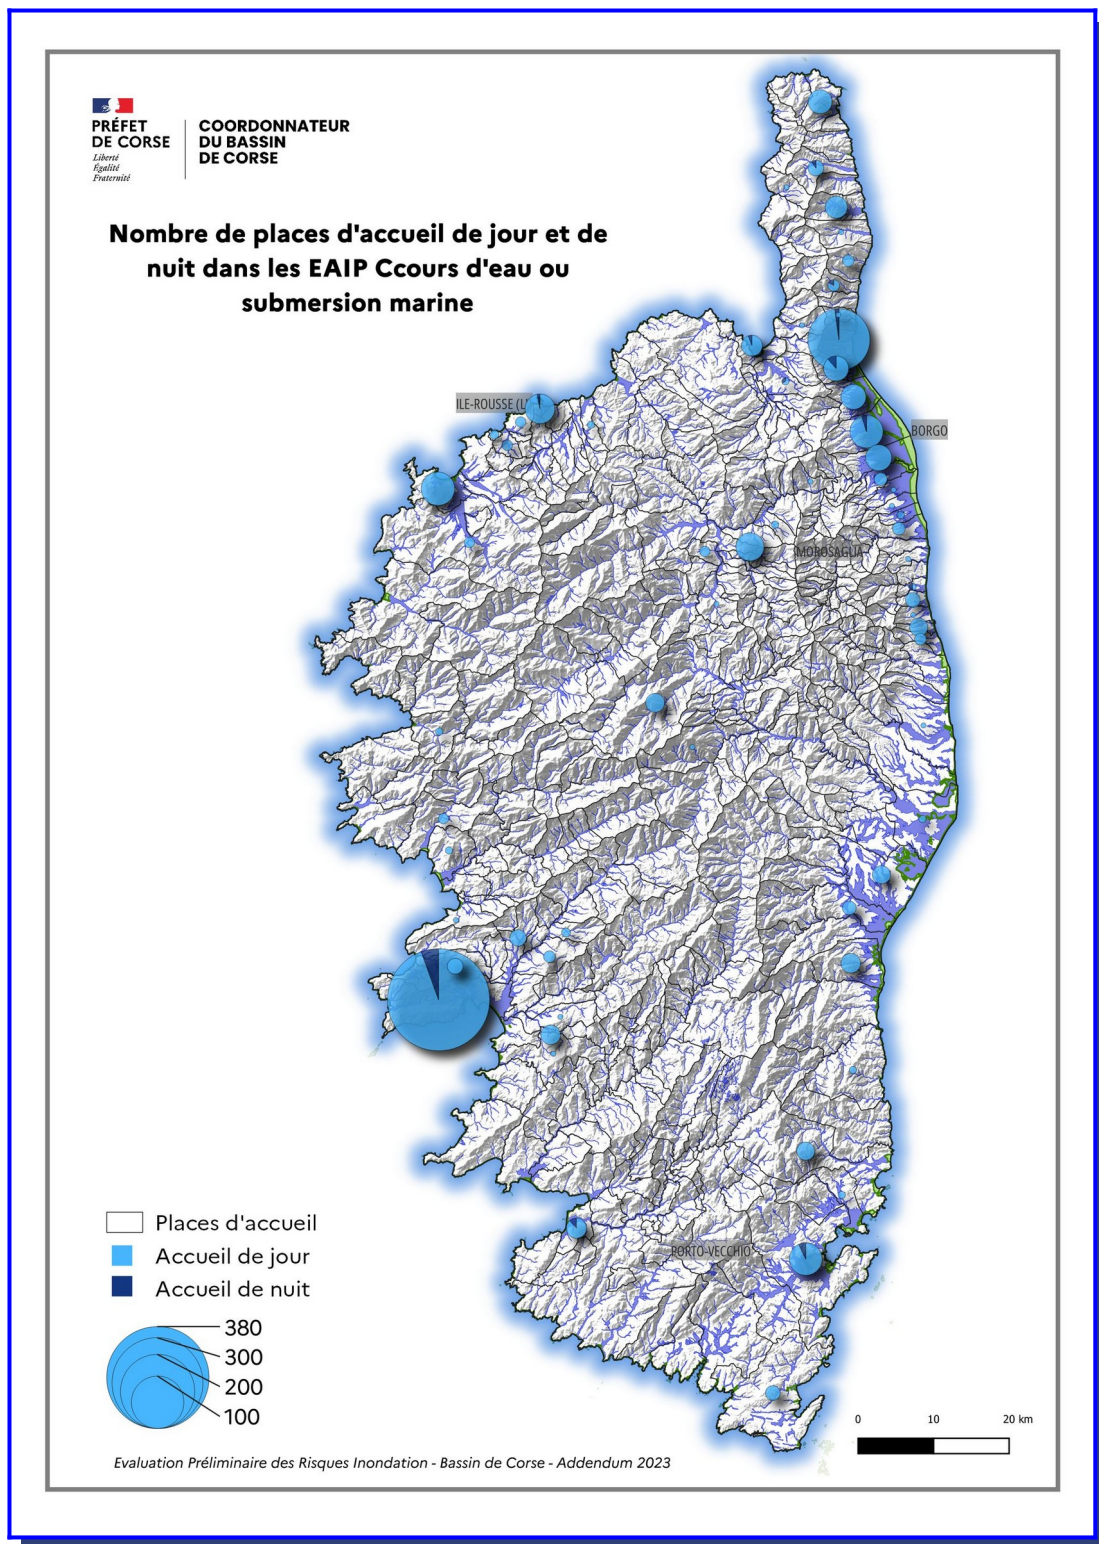 PRÉFET
DE CORSE
Liberté
Égalité
Fraternité
COORDONNATEUR
DU BASSIN
DE CORSE
Nombre de places d'accueil de jour et de
nuit dans les EAIP Ccours d'eau ou
submersion marine
ILE-ROUSSE (L'
BORGO
MOROSAGLIA
PORTO-VECCHIO
Places d'accueil
Accueil de jour
Accueil de nuit
380
300
200
100
0 10 20 km
Evaluation Préliminaire des Risques Inondation - Bassin de Corse - Addendum 2023